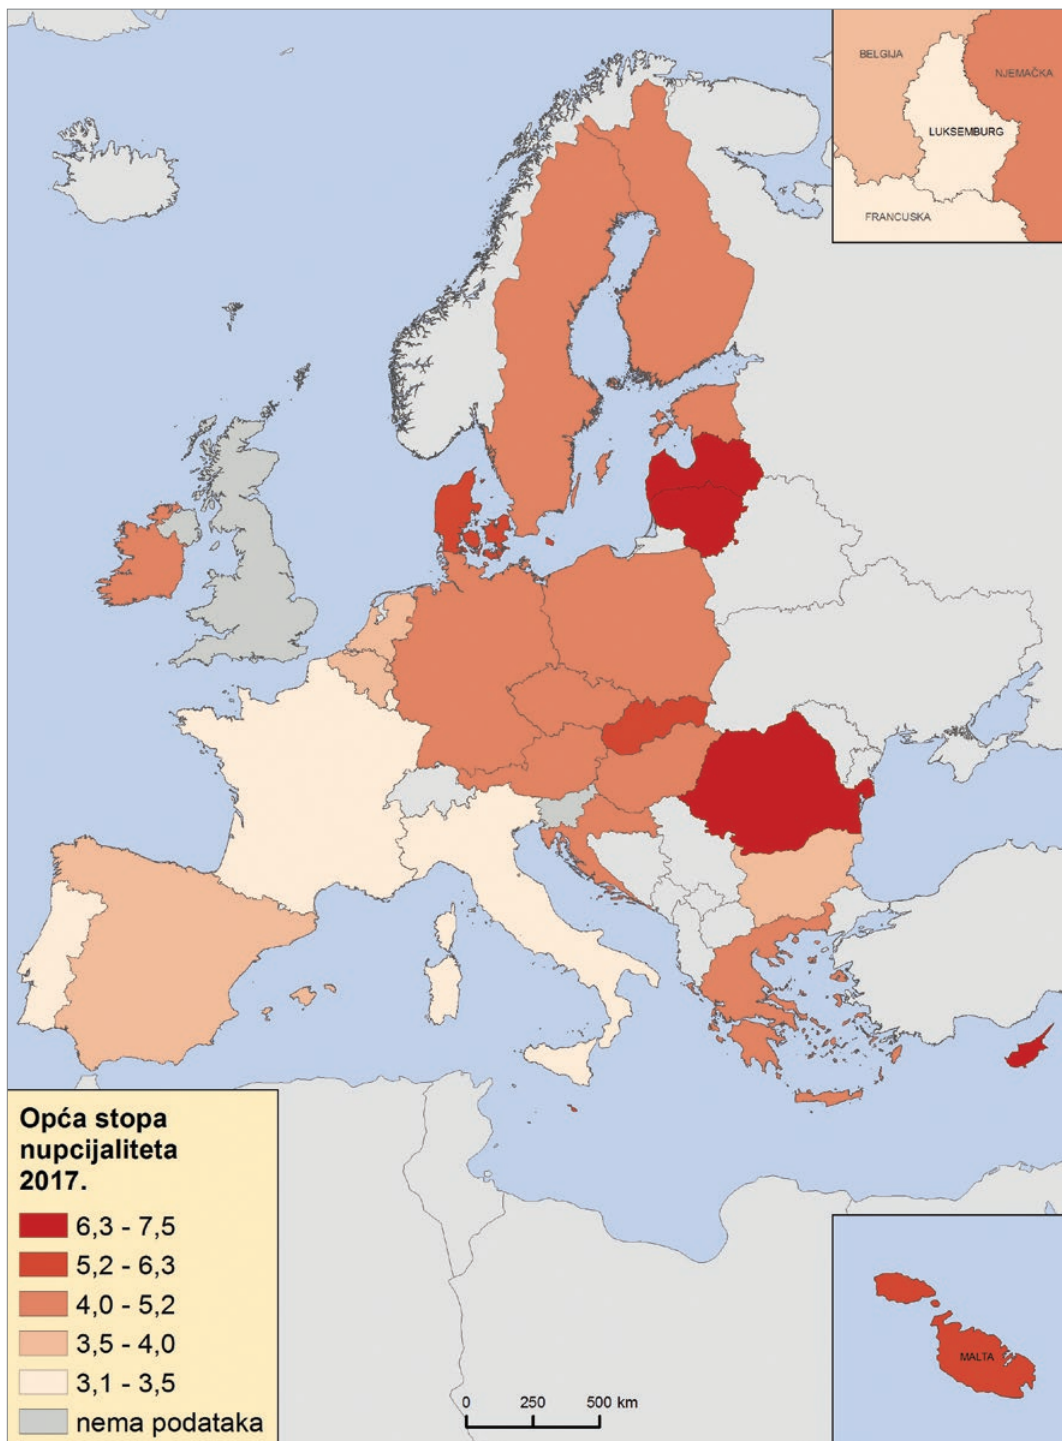 BELGIJA
NJEMAČKA
LUKSEMBURG
FRANCUSKA
Opća stopa
nupcijaliteta
2017.
6,3 - 7,5
5,2 - 6,3
4,0 - 5,2
3,5 - 4,0
3,1 - 3,5
nema podataka
0 250 500 km
MALTA